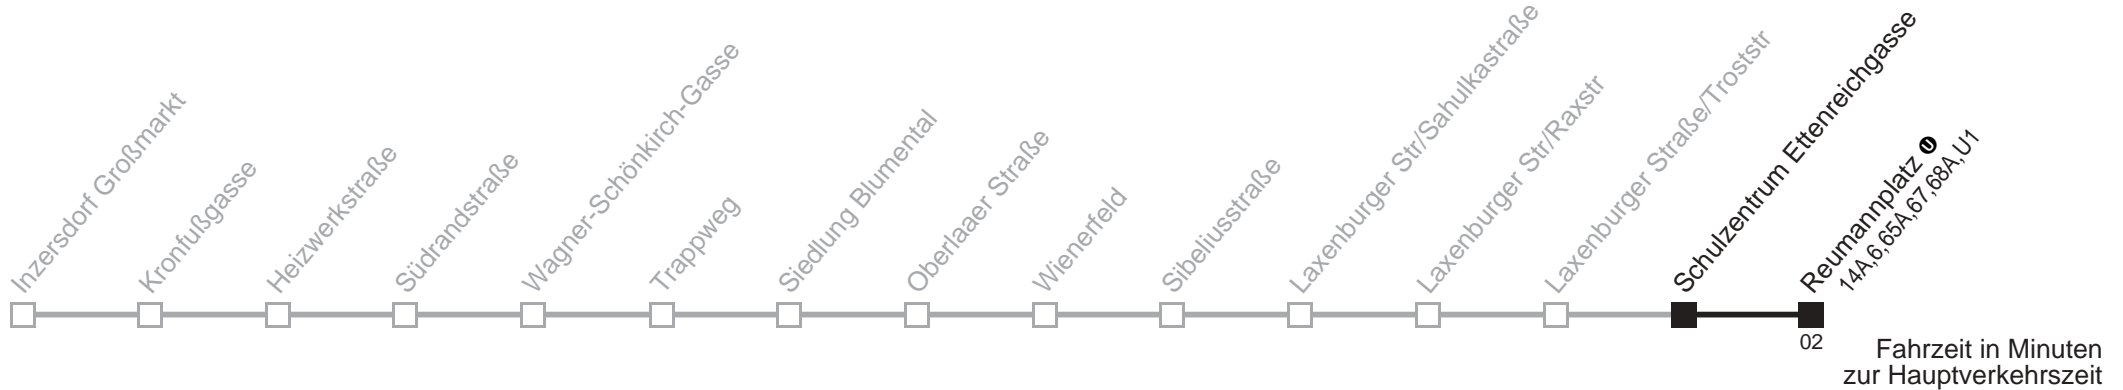 Inzersdorf Großmarkt
Kronfußgasse
Heizwerkstraße
Südrandstraße
Wagner-Schönkirch-Gasse
Trappweg
Siedlung Blumental
Oberlaaer Straße
Wienerfeld
Sibeliusstraße
Laxenburger Str/Sahulkastraße
Laxenburger Str/Raxstr
Laxenburger Straße/Troststr
Schulzentrum Ettenreichgasse
Reumannplatz U
14A,6,65A,67,68A,U1
02
Fahrzeit in Minuten
zur Hauptverkehrszeit